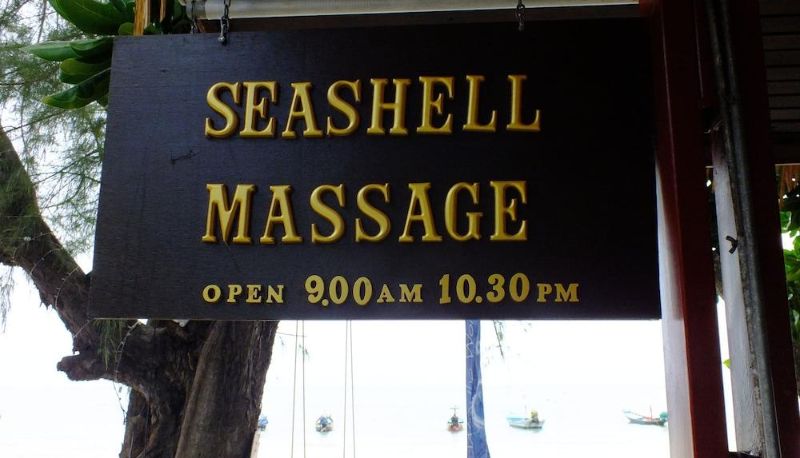 SEASHELL
MASSAGE
OPEN 9.00 AM 10.30 PM